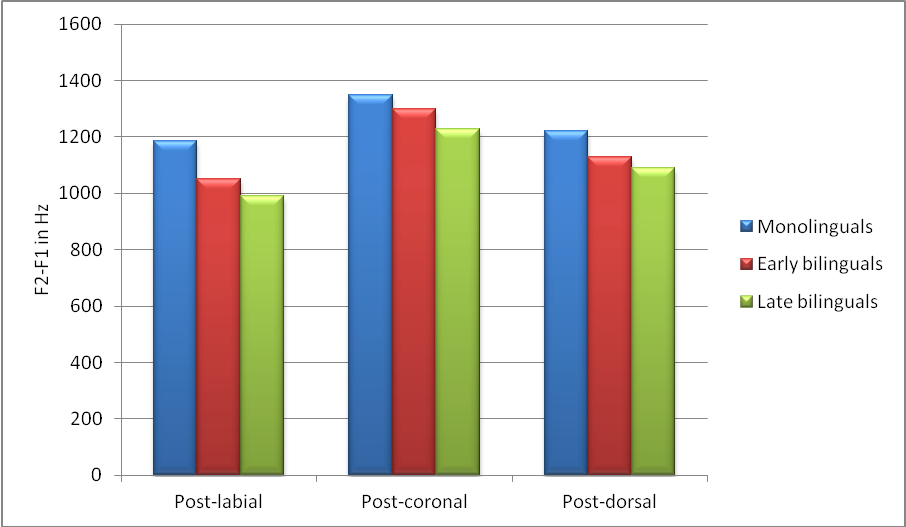 1600
1400
1200
1000
800
600
400
200
0
F2-F1 in Hz
Post-labial Post-coronal Post-dorsal
Monolinguals
Early bilinguals
Late bilinguals